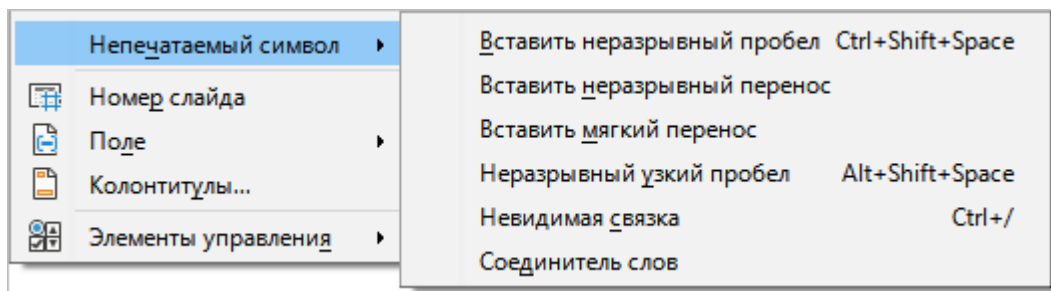 Непечатаемый символ
Номер слайда
Поле
Колонтитулы...
Элементы управления
Вставить неразрывный пробел Ctrl+Shift+Space
Вставить неразрывный перенос
Вставить мягкий перенос
Неразрывный узкий пробел Alt+Shift+Space
Невидимая связка Ctrl+/
Соединитель слов